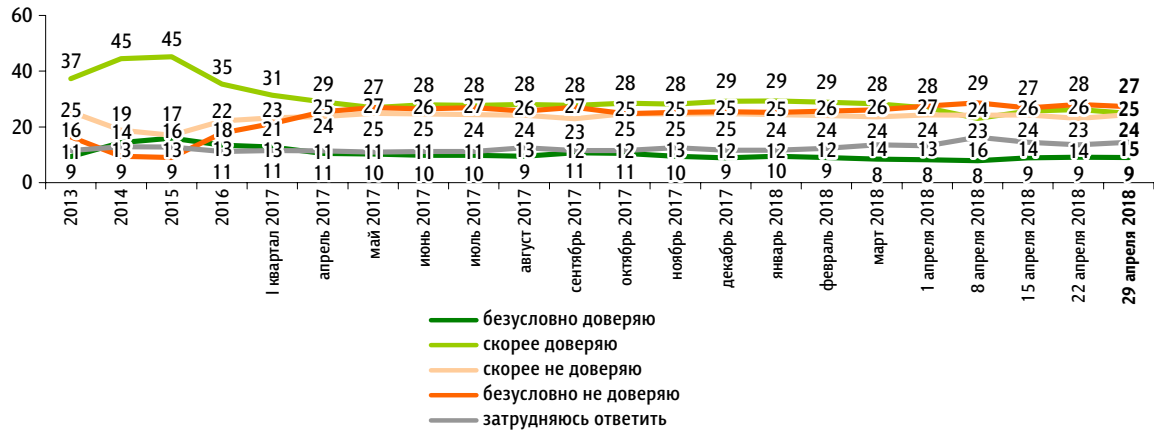 60
37 45 45 35 31 29 27 28 28 28 28 28 28 29 29 29 28 28 29 27 28 27
40
25 19 17 22 23 25 27 26 27 26 27 25 25 25 25 26 26 27 24 26 26 25
20
16 14 16 18 21 24 25 25 24 24 23 25 25 25 24 24 24 24 23 24 23 24
11 13 13 13 13 11 11 11 11 13 12 12 13 12 12 12 14 13 16 14 14 15
9 9 9 11 11 11 10 10 10 9 11 11 10 9 10 9 8 8 8 9 9 9
0
2013
2014
2015
2016
I квартал 2017
апрель 2017
май 2017
июнь 2017
июль 2017
август 2017
сентябрь 2017
октябрь 2017
ноябрь 2017
декабрь 2017
январь 2018
февраль 2018
март 2018
1 апреля 2018
8 апреля 2018
15 апреля 2018
22 апреля 2018
29 апреля 2018
безусловно доверяю
скорее доверяю
скорее не доверяю
безусловно не доверяю
затрудняюсь ответить